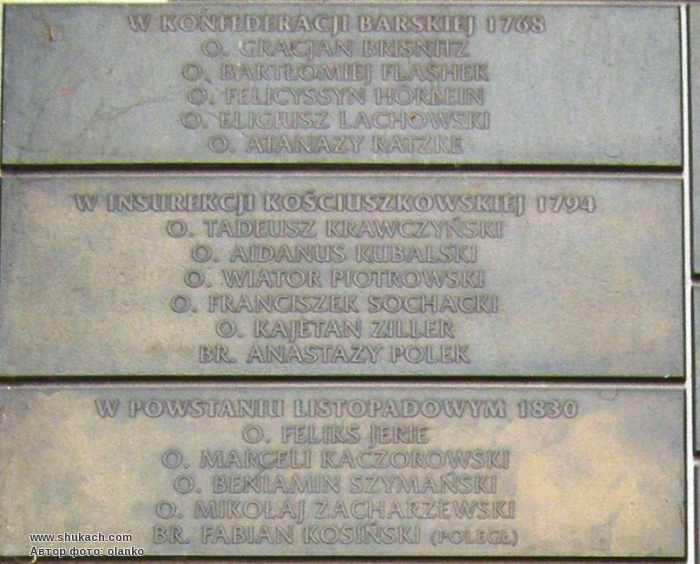 W KONFEDERACJI BARSKIEJ 1768
O. GRACJAN BRISNITZ
O. BARTŁOMIEJ FLASHEK
O. FELICYSSYN HÖRLEIN
O. ELIGIUSZ LACHOWSKI
O. ATANAZY RATZKE
W INSUREKCJI KOŚCIUSZKOWSKIEJ 1794
O. TADEUSZ KRAWCZYŃSKI
O. AIDANUS KUBALSKI
O. WIATOR PIOTROWSKI
O. FRANCISZEK SOCHACKI
O. KAJETAN ZILLER
BR. ANASTAZY POLEK
W POWSTANIU LISTOPADOWYM 1830
O. FELIKS JERIE
O. MARCELI KACZOROWSKI
O. BENIAMIN SZYMAŃSKI
O. MIKOŁAJ ZACHARZEWSKI
BR. FABIAN KOSIŃSKI (POLEGŁ)
www.shukach.com
Автор фото: olanko